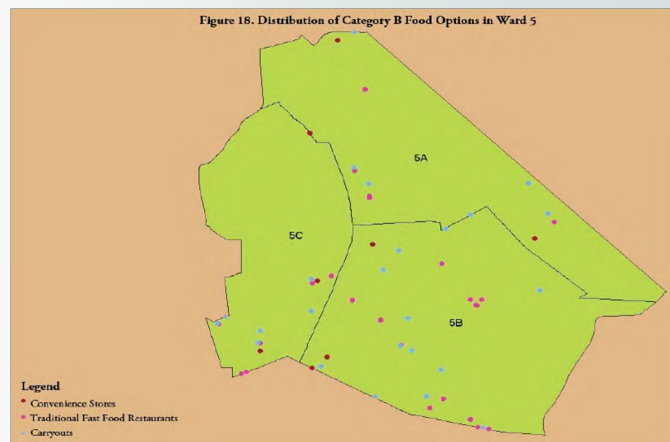 Figure 18. Distribution of Category B Food Options in Ward 5
5A
5C
5B
Legend
Convenience Stores
Traditional Fast Food Restaurants
Carryouts